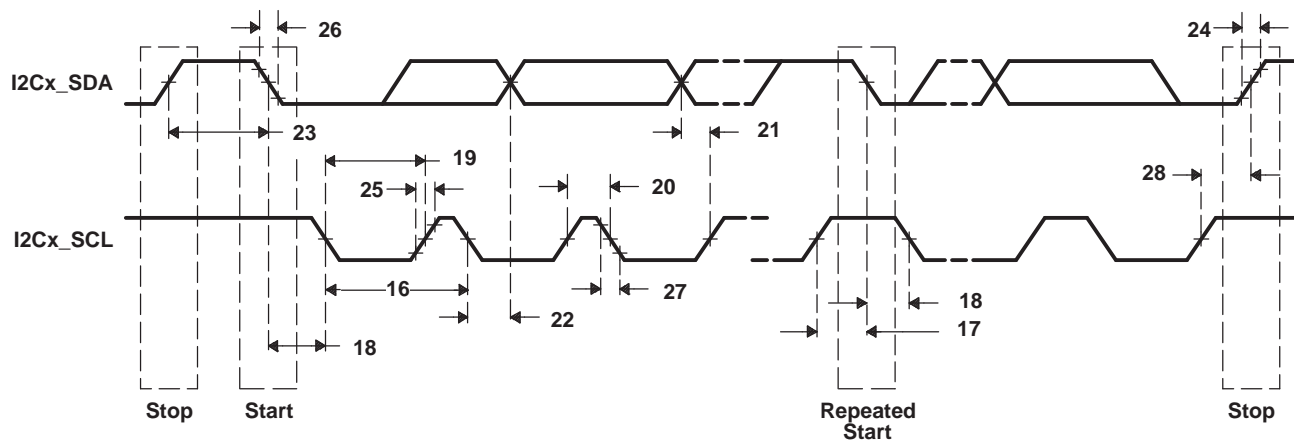 26
24
I2Cx_SDA
23
21
19
25
20
28
I2Cx_SCL
16
27
18
22
17
18
Stop
Start
Repeated
Start
Stop